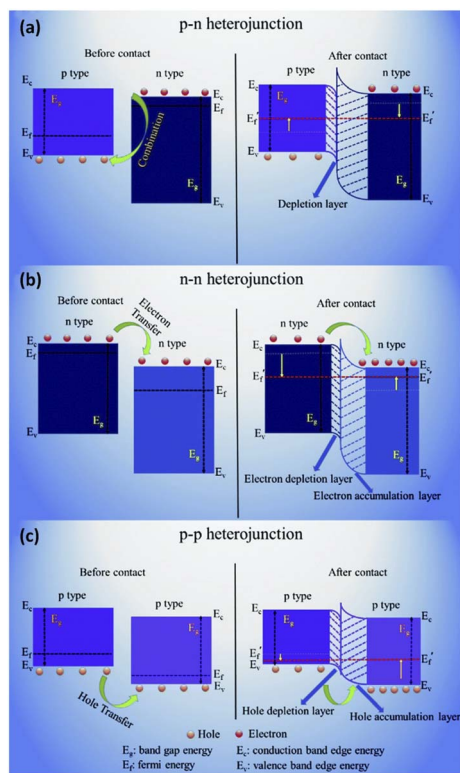 (a)
p-n heterojunction
Before contact
After contact
p type
n type
p type
n type
Ec
Ec
Ec
Ec
Eg
Ef
Eg
Ef'
Ef'
Ef
Ev
Combination
Ev
Eg
Eg
Ev
Ev
Depletion layer
(b)
n-n heterojunction
Before contact
Electron
Transfer
After contact
n type
n type
n type
n type
Ec
Ef
Ec
Ec
Ec
Ef
Ef'
Ef'
Ev
Eg
Ev
Eg
Eg
Eg
Ev
Ev
Electron depletion layer
Electron accumulation layer
(c)
p-p heterojunction
Before contact
After contact
p type
p type
p type
p type
Ec
Ec
Ec
Ec
Eg
Eg
Eg
Eg
Ef
Ef
Ef'
Ef'
Ev
Ev
Ev
Ev
Hole Transfer
Hole depletion layer
Hole accumulation layer
Hole
Electron
Eg: band gap energy
Ec: conduction band edge energy
Ef: fermi energy
Ev: valence band edge energy